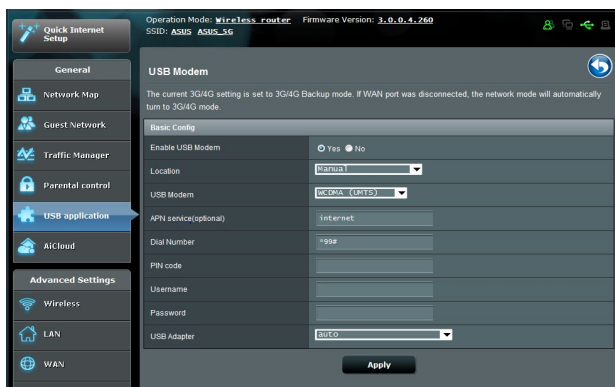 Quick Internet Setup
Operation Mode: Wireless router Firmware Version: 3.0.0.4.260
SSID: ASUS ASUS_5G
General
Network Map
Guest Network
Traffic Manager
Parental control
USB application
AiCloud
Advanced Settings
Wireless
LAN
WAN
USB Modem
The current 3G/4G setting is set to 3G/4G Backup mode. If WAN port was disconnected, the network mode will automatically
turn to 3G/4G mode.
Basic Config
Enable USB Modem Yes No
Location Manual
USB Modem WCDMA (UMTS)
APN service(optional) internet
Dial Number *99#
PIN code
Username
Password
USB Adapter auto
Apply